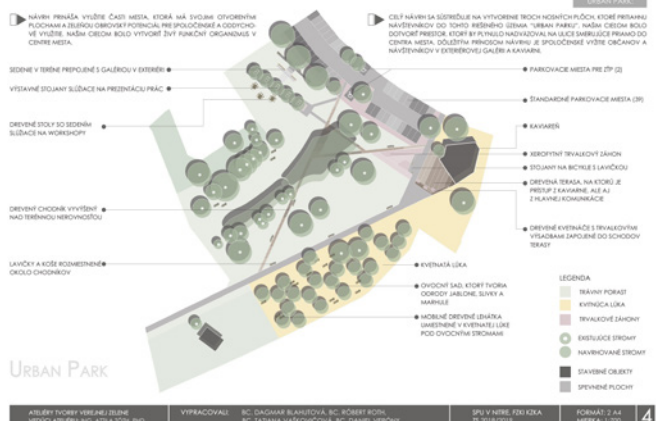 URBAN PARK
NÁVRH PRINÁŠA VYUŽITIE ČASTI MESTA, KTORÁ MÁ SVOJIMI OTVORENÝMI
PLOCHAMI A ZELEŇOU OBROVSKÝ POTENCIÁL PRE SPOLOČENSKÉ A ODDYCHO-
VÉ VYUŽITIE. NAŠIM CIEĽOM BOLO VYTVORIŤ ŽIVÝ FUNKČNÝ ORGANIZMUS V
CENTRE MESTA.
CELÝ NÁVRH SA SÚSTREĎUJE NA VYTVORENIE TROCH NOSNÝCH PLÔCH, KTORÉ PRITIAHNU
NÁVŠTEVNÍKOV DO TOHTO RIEŠENÉHO ÚZEMIA "URBAN PARKU". NAŠIM CIEĽOM BOLO
DOTVORIŤ PRIESTOR, KTORÝ BY PLYNULO NADVÄZOVAL NA ULICE SMERUJÚCE PRIAMO DO
CENTRA MESTA. DÔLEŽITÝM PRÍNOSOM NÁVRHU JE SPOLOČENSKÉ VYŽITIE OBČANOV A
NÁVŠTEVNÍKOV V EXTERIÉROVEJ GALÉRII A KAVIARNI.
SEDENIE V TERÉNE PREPOJENÉ S GALÉRIOU V EXTERIÉRI
VÝSTAVNÉ STOJANY SLÚŽIACE NA PREZENTÁCIU PRÁC
DREVENÉ STOLY SO SEDENÍM
SLÚŽIACE NA WORKSHOPY
DREVENÝ CHODNÍK VYVÝŠENÝ
NAD TERÉNNE NEROVNOSŤOU
LAVIČKY A KOŠE ROZMIESTNENÉ
OKOLO CHODNÍKOV
PARKOVACIE MIESTA PRE ZŤP (2)
ŠTANDARDNÉ PARKOVACIE MIESTA (39)
KAVIAREŇ
XEROFYTNÝ TRVALKOVÝ ZÁHON
STOJANY NA BICYKLE S LAVIČKOU
DREVENÁ TERASA, NA KTORÚ JE
PRÍSTUP Z KAVIARNE, ALE AJ
Z HLAVNEJ KOMUNIKÁCIE
DREVENÉ KVETINÁČE S TRVALKOVÝMI
VÝSADBAMI ZAPOJENÉ DO SCHODOV
TERASY
KVETNATÁ LÚKA
OVOCNÝ SAD, KTORÝ TVORIA
ODRODY JABLONE, SLIVKY A
MARHULE
MOBILNÉ DREVENÉ LEHÁTKA
UMIESTNENÉ V KVETNATEJ LÚKE
POD OVOCNÝMI STROMAMI
LEGENDA
TRÁVNY PORAST
KVITNÚCA LÚKA
TRVALKOVÉ ZÁHONY
EXISTUJÚCE STROMY
NAVRHOVANÉ STROMY
STAVEBNÉ OBJEKTY
SPEVNENÉ PLOCHY
URBAN PARK
ATELIÉRY TVORBY VEREJNEJ ZELENE
VYPRACOVALI: BC. DAGMAR BLAHUTOVÁ, BC. RÓBERT ROTH,
SPU V NITRE, FZKI KZKA
FORMÁT: 2 A4
4